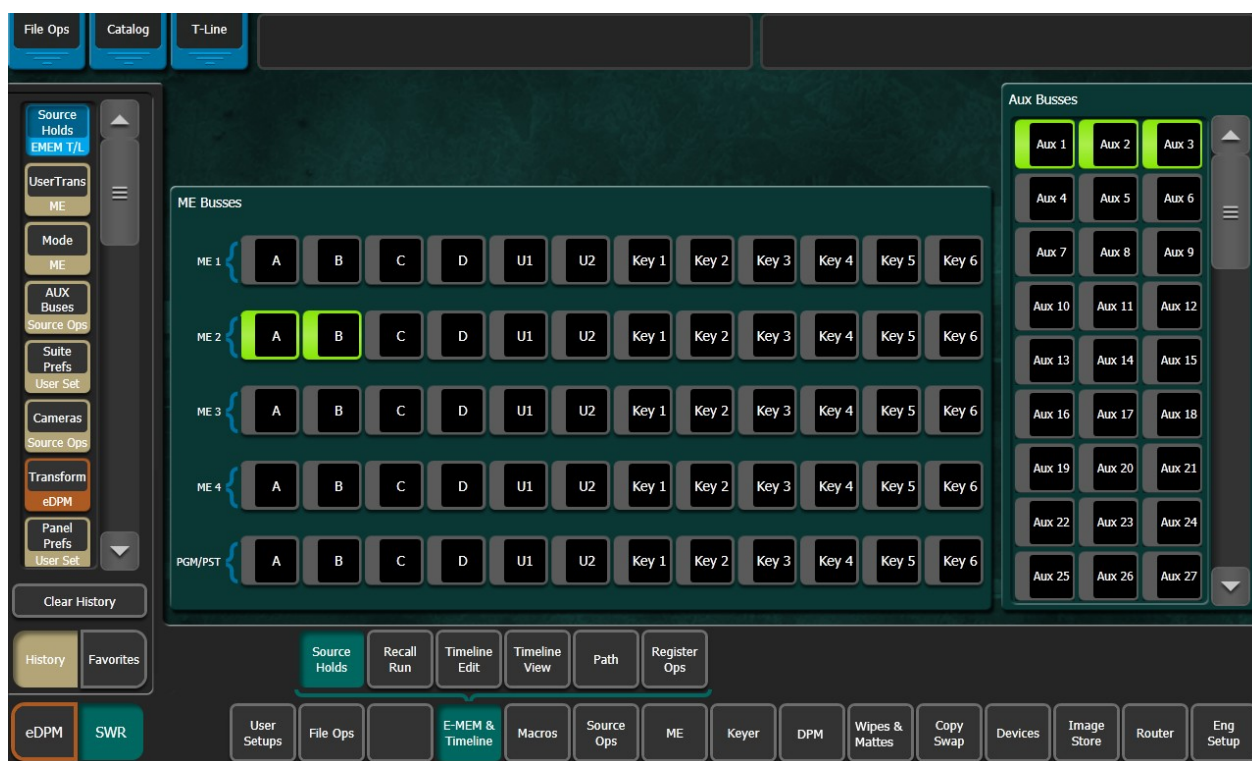 File Ops Catalog T-Line
Source
Holds
EMEM T/L
UserTrans
ME
Mode
ME
AUX
Buses
Source Ops
Suite
Prefs
User Set
Cameras
Source Ops
Transform
eDPM
Panel
Prefs
User Set
Clear History
History Favorites
eDPM SWR
ME Busses
ME 1 A B C D U1 U2 Key 1 Key 2 Key 3 Key 4 Key 5 Key 6
ME 2 A B C D U1 U2 Key 1 Key 2 Key 3 Key 4 Key 5 Key 6
ME 3 A B C D U1 U2 Key 1 Key 2 Key 3 Key 4 Key 5 Key 6
ME 4 A B C D U1 U2 Key 1 Key 2 Key 3 Key 4 Key 5 Key 6
PGM/PST A B C D U1 U2 Key 1 Key 2 Key 3 Key 4 Key 5 Key 6
Aux Busses
Aux 1 Aux 2 Aux 3
Aux 4 Aux 5 Aux 6
Aux 7 Aux 8 Aux 9
Aux 10 Aux 11 Aux 12
Aux 13 Aux 14 Aux 15
Aux 16 Aux 17 Aux 18
Aux 19 Aux 20 Aux 21
Aux 22 Aux 23 Aux 24
Aux 25 Aux 26 Aux 27
Source
Holds
Recall
Run
Timeline
Edit
Timeline
View
Path
Register
Ops
User
Setups
File Ops
E-MEM &
Timeline
Macros
Source
Ops
ME
Keyer
DPM
Wipes &
Mattes
Copy
Swap
Devices
Image
Store
Router
Eng
Setup